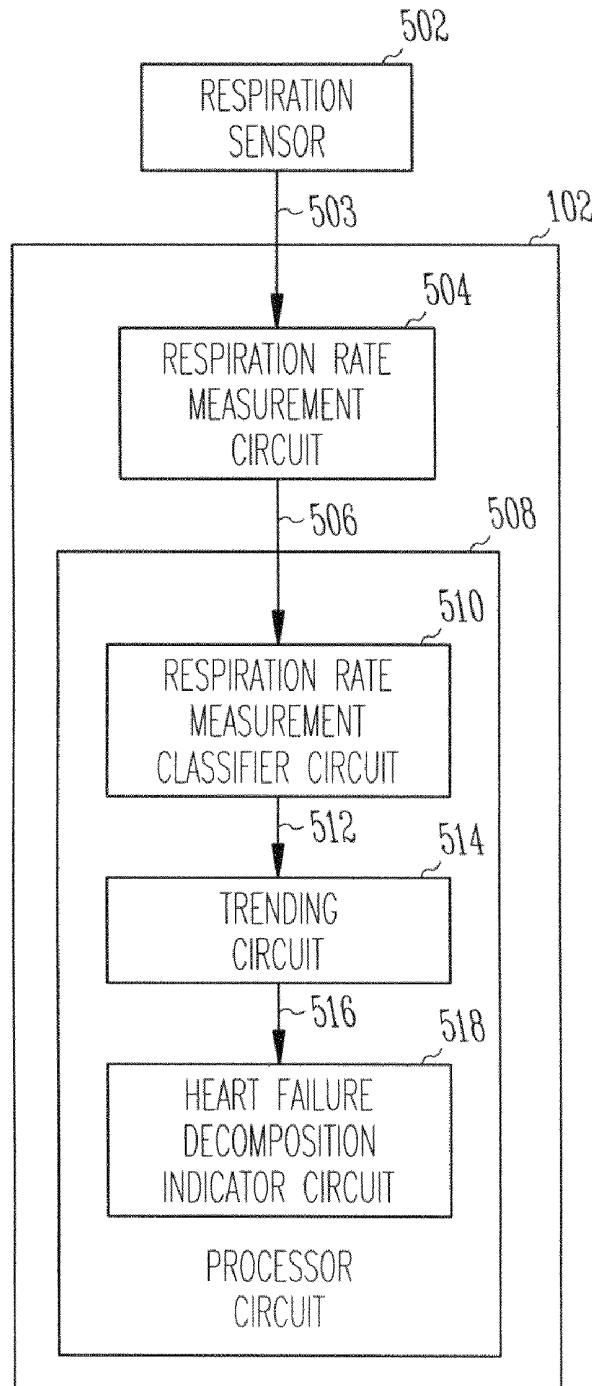 502
RESPIRATION
SENSOR
503
102
504
RESPIRATION RATE
MEASUREMENT
CIRCUIT
506
508
510
RESPIRATION RATE
MEASUREMENT
CLASSIFIER CIRCUIT
512
514
TRENDING
CIRCUIT
516
518
HEART FAILURE
DECOMPOSITION
INDICATOR CIRCUIT
PROCESSOR
CIRCUIT